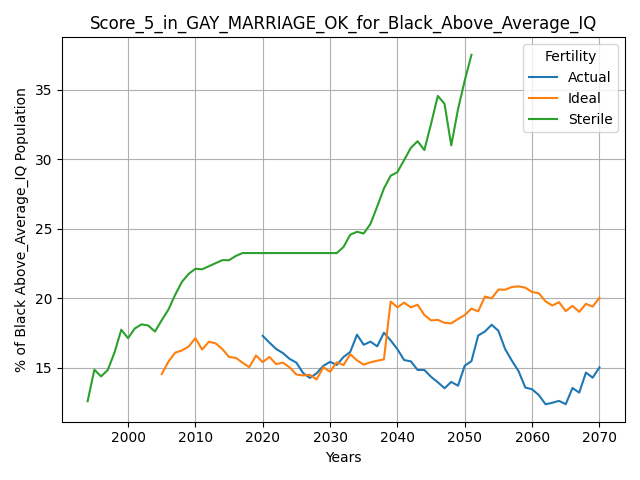 Score_5_in_GAY_MARRIAGE_OK_for_Black_Above_Average_IQ
% of Black Above_Average_IQ Population
35
30
25
20
15
Fertility
Actual
Ideal
Sterile
2000 2010 2020 2030 2040 2050 2060 2070
Years